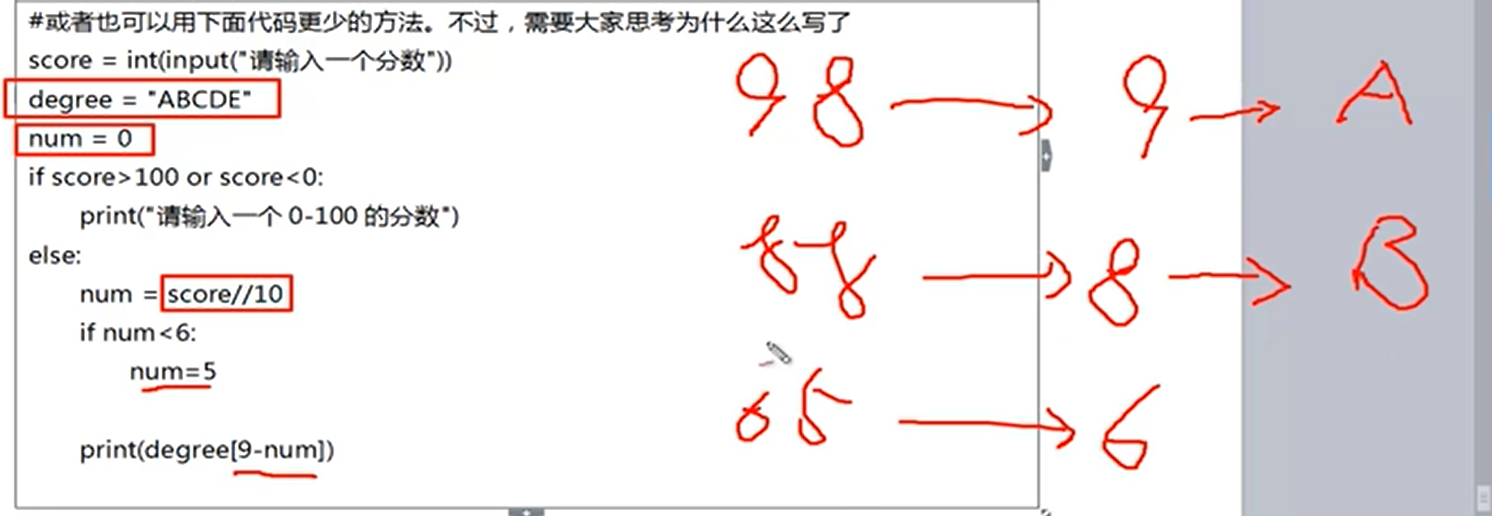 #或者也可以用下面代码更少的方法。不过，需要大家思考为什么这么写了
score = int(input("请输入一个分数"))
degree = "ABCDE"
num = 0
if score>100 or score<0:
print("请输入一个 0-100 的分数")
else:
num = score//10
if num<6:
num=5
print(degree[9-num])
98 9 A
88 8 B
65 6